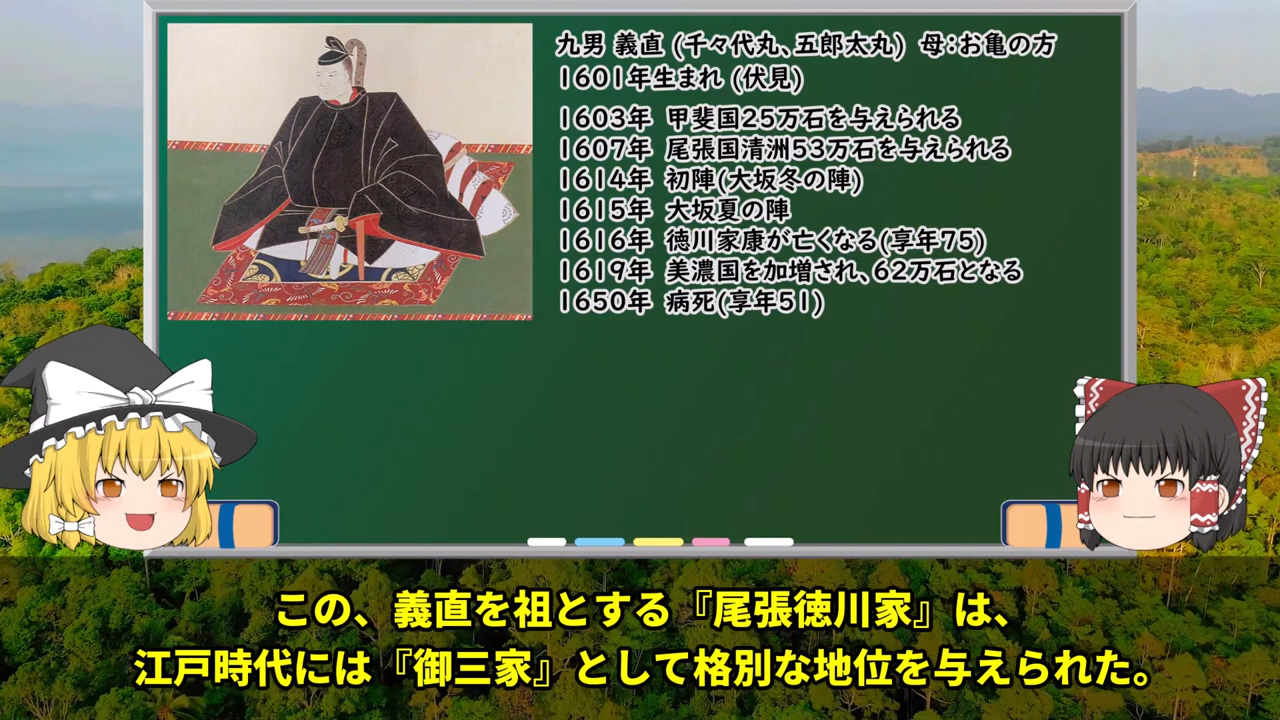 九男 義直 (千々代丸、五郎太丸) 母:お亀の方
1601年生まれ (伏見)
1603年 甲斐国25万石を与えられる
1607年 尾張国清洲53万石を与えられる
1614年 初陣(大坂冬の陣)
1615年 大坂夏の陣
1616年 徳川家康が亡くなる(享年75)
1619年 美濃国を加増され、62万石となる
1650年 病死(享年51)
この、義直を祖とする『尾張徳川家』は、
江戸時代には『御三家』として格別な地位を与えられた。